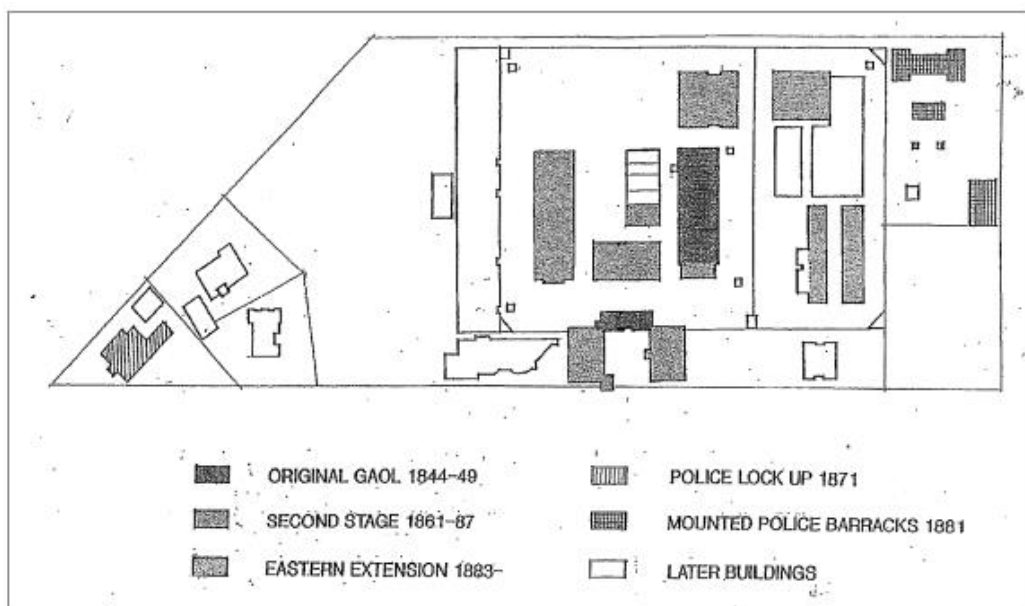 ORIGINAL GAOL 1844-49
SECOND STAGE 1861-87
EASTERN EXTENSION 1883-
POLICE LOCK UP 1871
MOUNTED POLICE BARRACKS 1881
LATER BUILDINGS